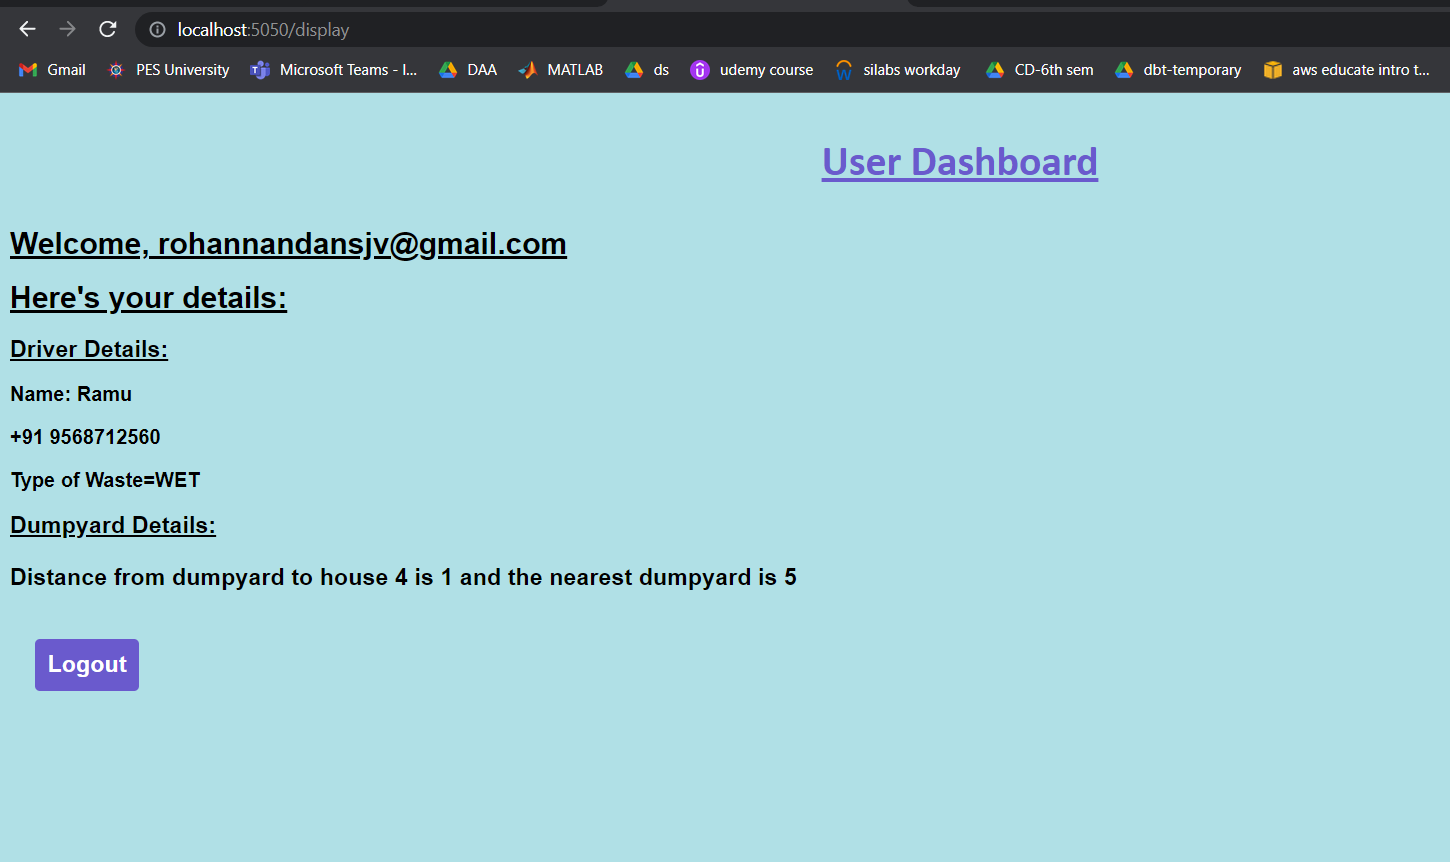 localhost:5050/display
Gmail PES University Microsoft Teams - I... DAA MATLAB ds udemy course silabs workday CD-6th sem dbt-temporary aws educate intro t...
User Dashboard
Welcome, rohannandansjv@gmail.com
Here's your details:
Driver Details:
Name: Ramu
+91 9568712560
Type of Waste=WET
Dumpyard Details:
Distance from dumpyard to house 4 is 1 and the nearest dumpyard is 5
Logout